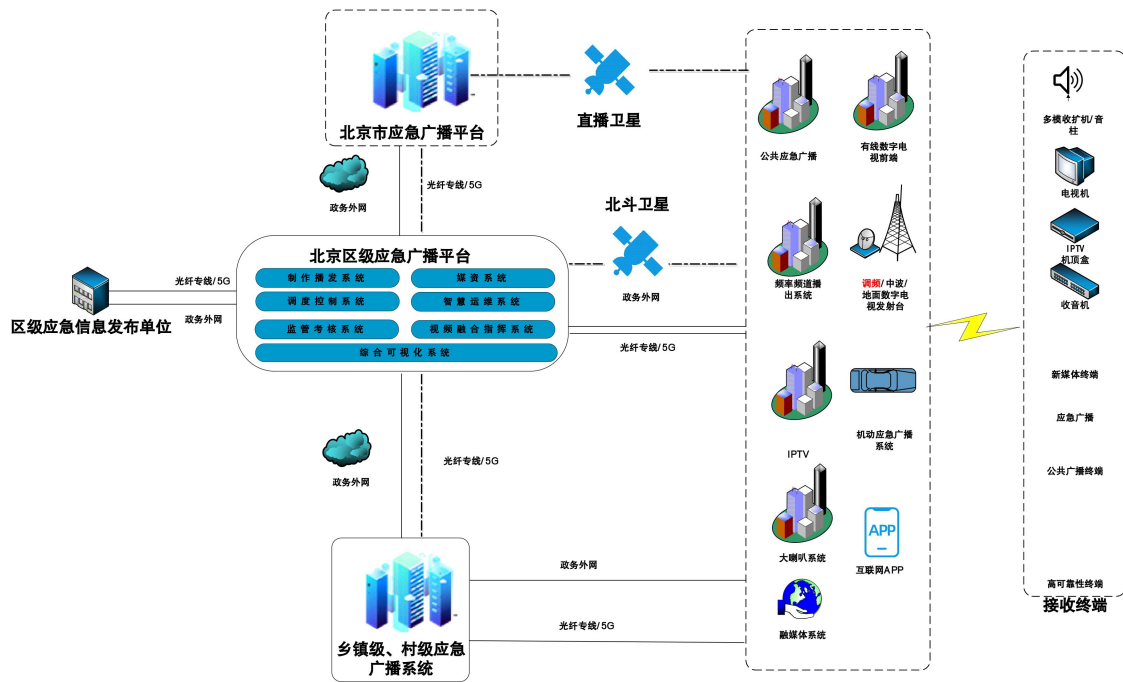 北京市应急广播平台
直播卫星
政务外网
光纤专线/5G
北斗卫星
政务外网
光纤专线/5G
北京区级应急广播平台
制作播发系统
媒资系统
调度控制系统
智慧运维系统
监管考核系统
视频融合指挥系统
综合可视化系统
光纤专线/5G
政务外网
区级应急信息发布单位
政务外网
光纤专线/5G
乡镇级、村级应急
广播系统
政务外网
光纤专线/5G
公共应急广播
有线数字电
视前端
频率频道播
出系统
调频/中波/
地面数字电
视发射台
IPTV
机动应急广播
系统
大喇叭系统
APP
互联网APP
融媒体系统
多模收扩机/音
柱
电视机
IPTV
机顶盒
收音机
新媒体终端
应急广播
公共广播终端
高可靠性终端
接收终端